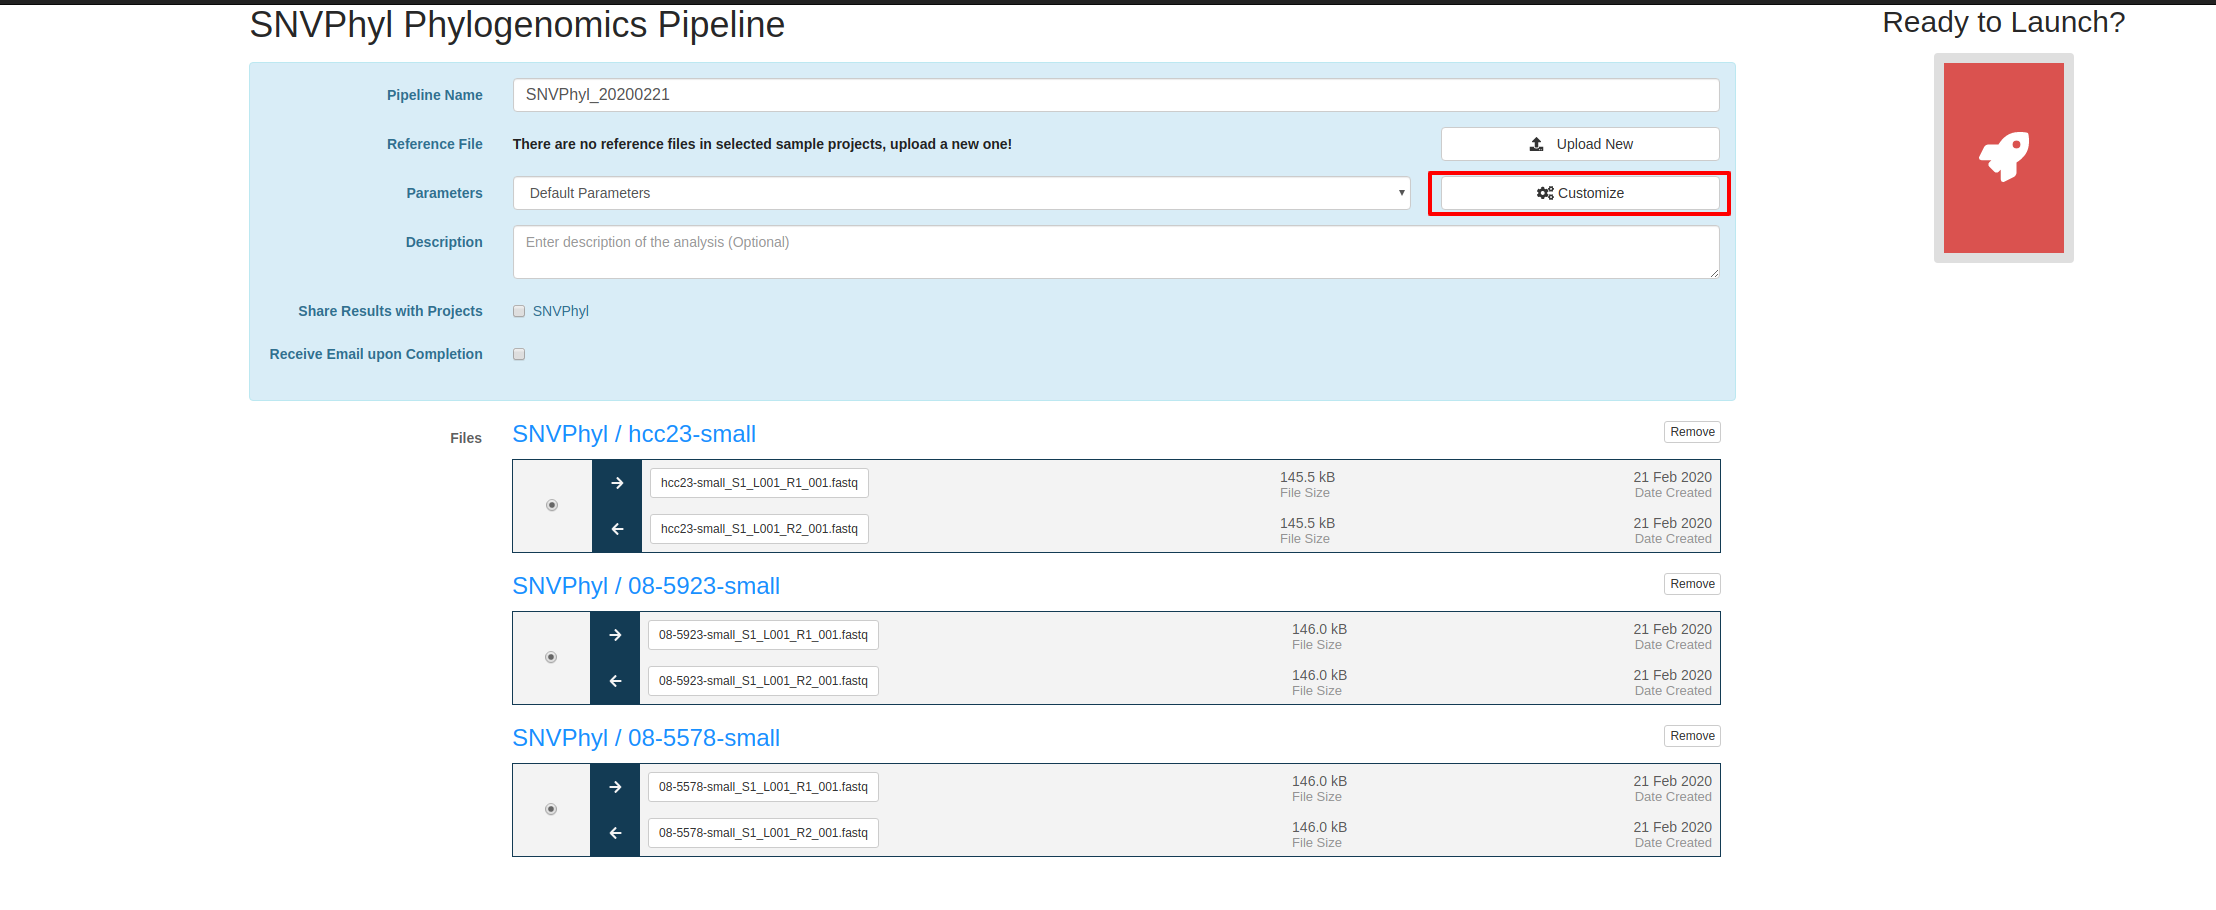 SNVPhyl Phylogenomics Pipeline
Ready to Launch?
Pipeline Name SNVPhyl_20200221
Reference File There are no reference files in selected sample projects, upload a new one! Upload New
Parameters Default Parameters Customize
Description Enter description of the analysis (Optional)
Share Results with Projects SNVPhyl
Receive Email upon Completion
Files SNVPhyl / hcc23-small Remove
hcc23-small_S1_L001_R1_001.fastq 145.5 kB 21 Feb 2020
File Size Date Created
hcc23-small_S1_L001_R2_001.fastq 145.5 kB 21 Feb 2020
File Size Date Created
SNVPhyl / 08-5923-small Remove
08-5923-small_S1_L001_R1_001.fastq 146.0 kB 21 Feb 2020
File Size Date Created
08-5923-small_S1_L001_R2_001.fastq 146.0 kB 21 Feb 2020
File Size Date Created
SNVPhyl / 08-5578-small Remove
08-5578-small_S1_L001_R1_001.fastq 146.0 kB 21 Feb 2020
File Size Date Created
08-5578-small_S1_L001_R2_001.fastq 146.0 kB 21 Feb 2020
File Size Date Created